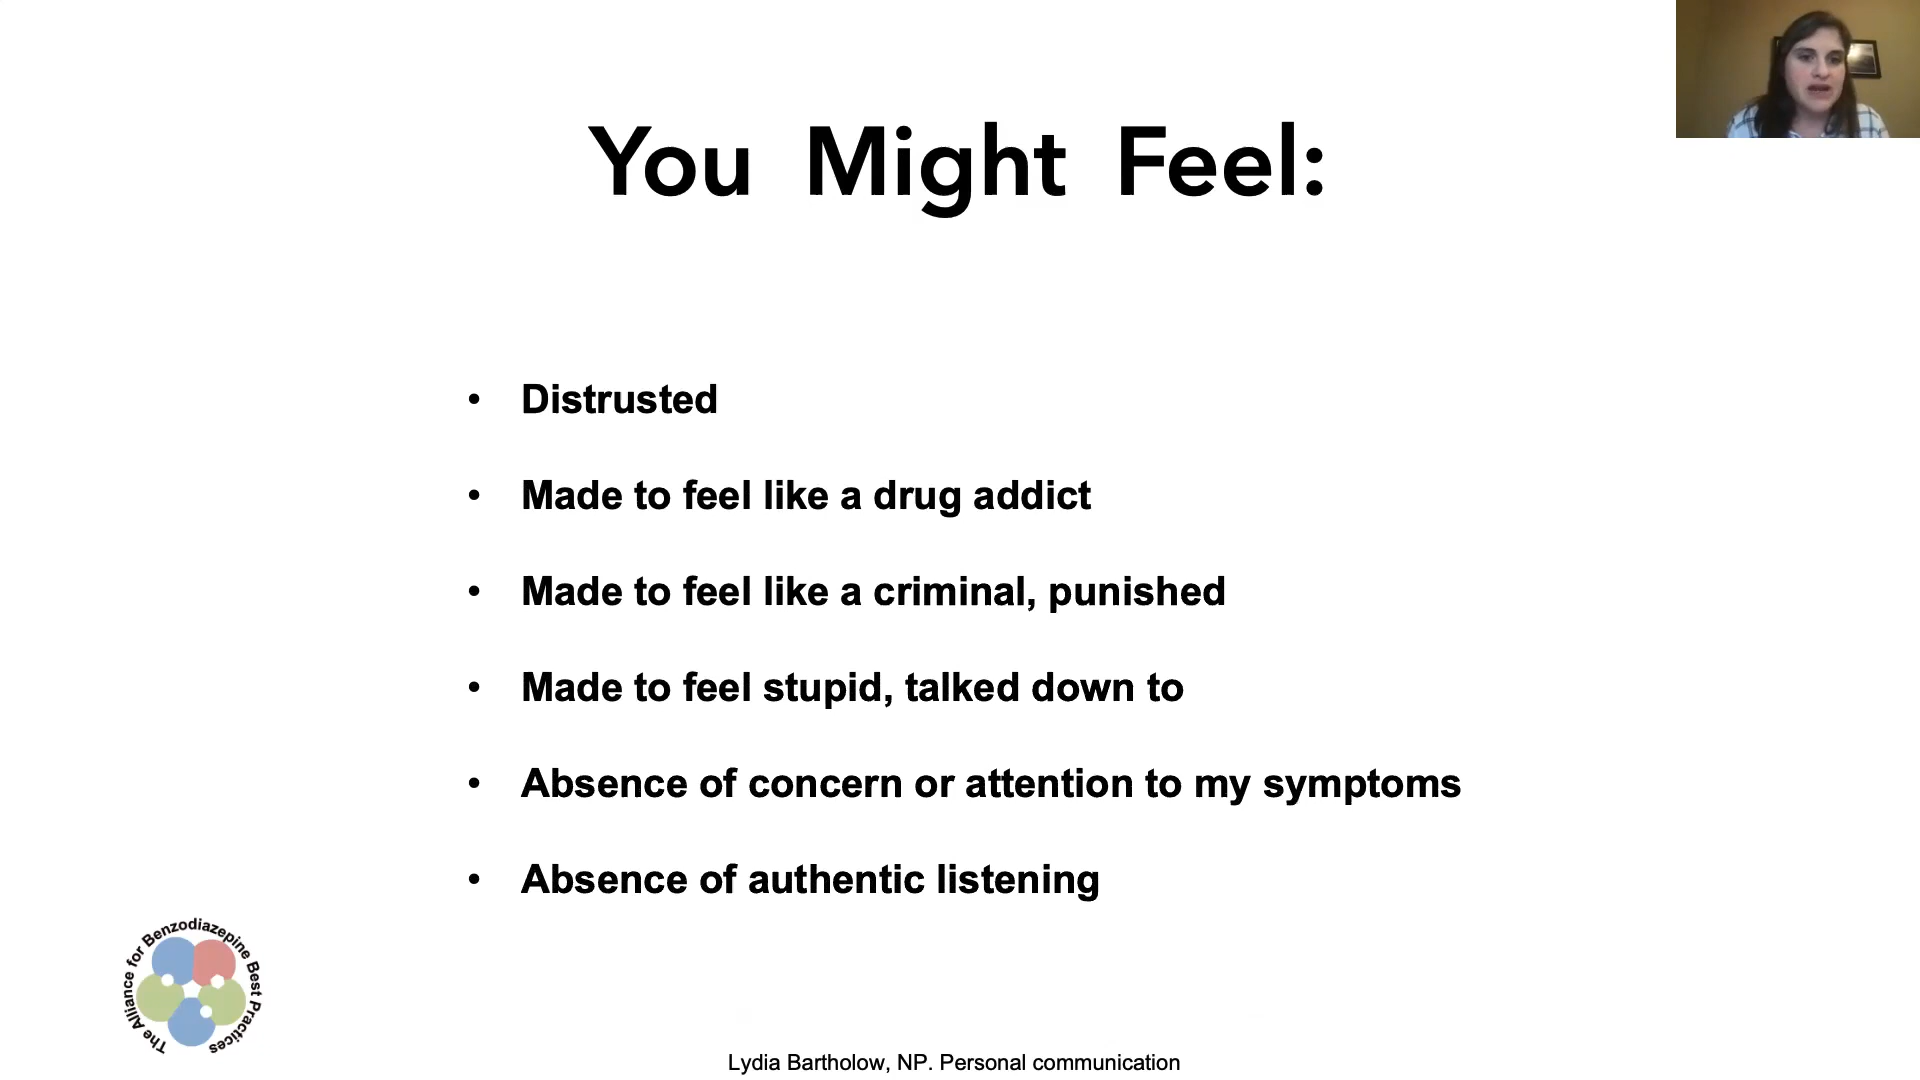 You Might Feel:
• Distrusted
• Made to feel like a drug addict
• Made to feel like a criminal, punished
• Made to feel stupid, talked down to
• Absence of concern or attention to my symptoms
• Absence of authentic listening
The Alliance for Benzodiazepine Best Practices
Lydia Bartholow, NP. Personal communication